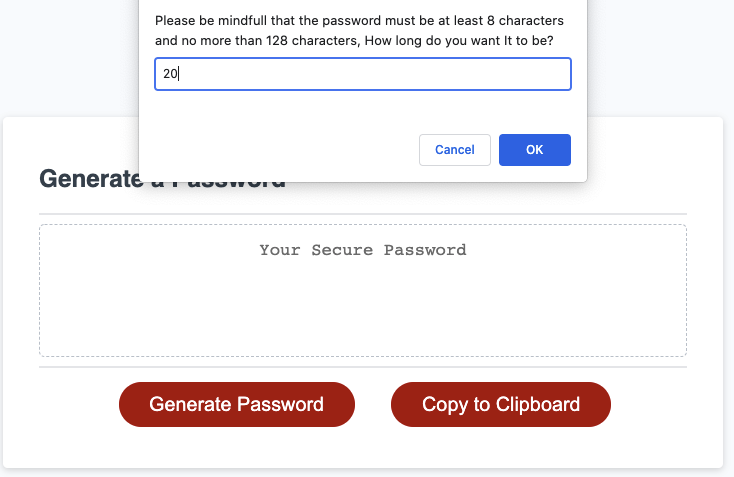 Please be mindfull that the password must be at least 8 characters
and no more than 128 characters, How long do you want It to be?
20
Cancel
OK
Generate a Password
Your Secure Password
Generate Password
Copy to Clipboard